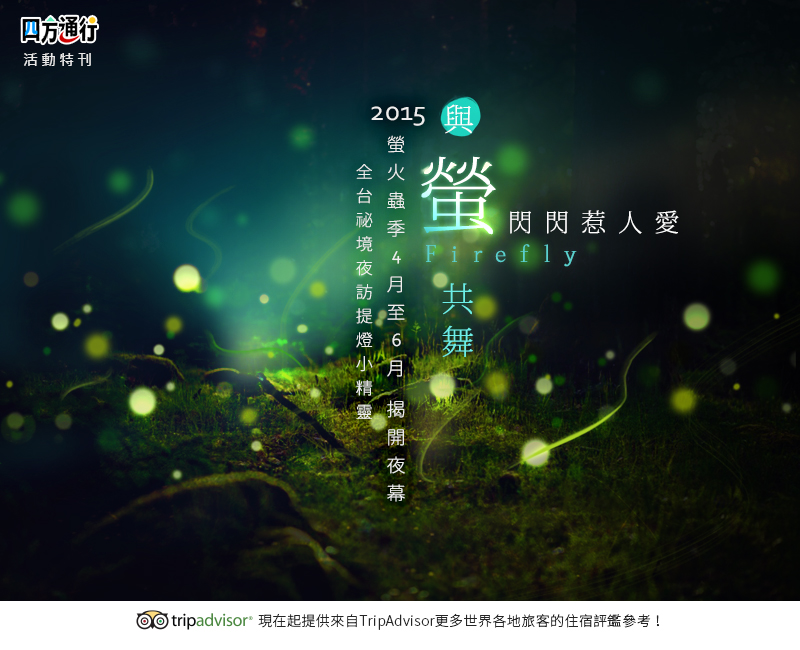 四方通行
活動特刊
與
螢
共舞
閃閃惹人愛
Firefly
2015
螢火蟲季4月至6月 揭開夜幕
全台祕境夜訪提燈小精靈
tripadvisor® 現在起提供來自TripAdvisor更多世界各地旅客的住宿評鑑參考！